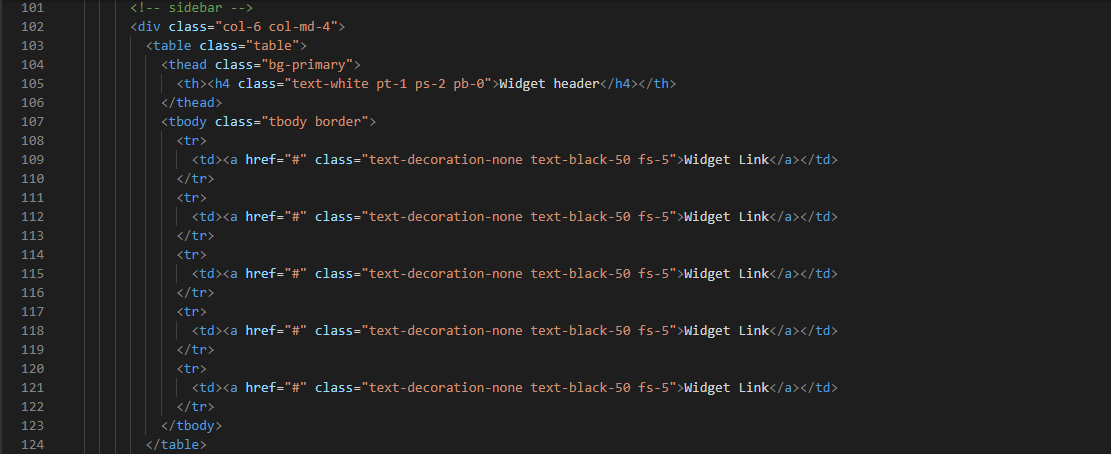 101 <!-- sidebar -->
102 <div class="col-6 col-md-4">
103 <table class="table">
104 <thead class="bg-primary">
105 <th><h4 class="text-white pt-1 ps-2 pb-0">Widget header</h4></th>
106 </thead>
107 <tbody class="tbody border">
108 <tr>
109 <td><a href="#" class="text-decoration-none text-black-50 fs-5">Widget Link</a></td>
110 </tr>
111 <tr>
112 <td><a href="#" class="text-decoration-none text-black-50 fs-5">Widget Link</a></td>
113 </tr>
114 <tr>
115 <td><a href="#" class="text-decoration-none text-black-50 fs-5">Widget Link</a></td>
116 </tr>
117 <tr>
118 <td><a href="#" class="text-decoration-none text-black-50 fs-5">Widget Link</a></td>
119 </tr>
120 <tr>
121 <td><a href="#" class="text-decoration-none text-black-50 fs-5">Widget Link</a></td>
122 </tr>
123 </tbody>
124 </table>